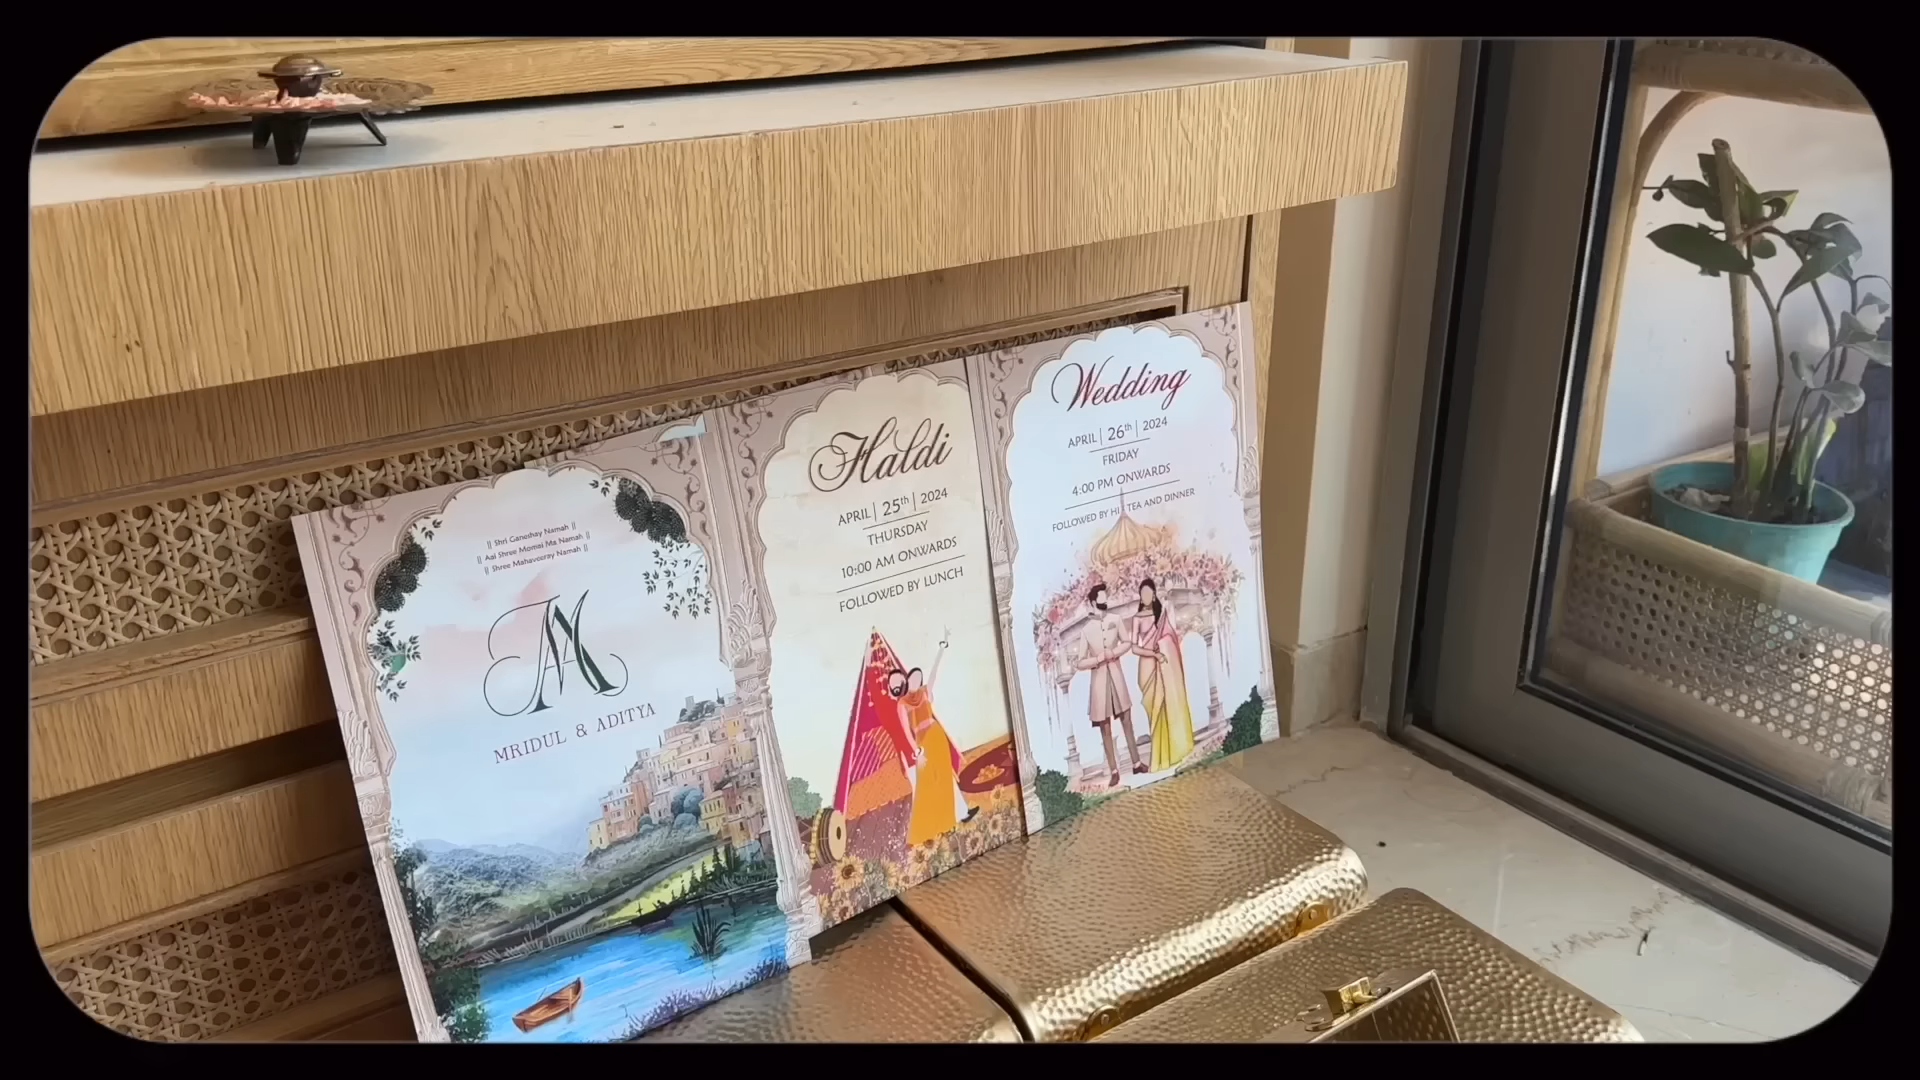 || Shri Ganeshay Namah ||
|| Aai Shree Momai Ma Namah ||
|| Shree Mahaveeray Namah ||
MA
MRIDUL & ADITYA
Haldi
APRIL | 25th | 2024
THURSDAY
10:00 AM ONWARDS
FOLLOWED BY LUNCH
Wedding
APRIL | 26th | 2024
FRIDAY
4:00 PM ONWARDS
FOLLOWED BY HI TEA AND DINNER